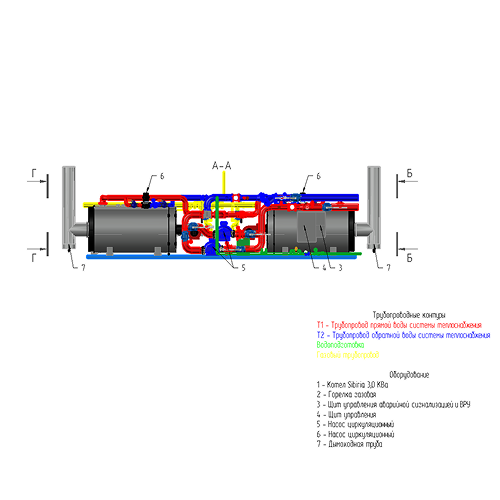 А-А
6
6
Г
Б
Г
Б
7
5
4
3
7
Трубопроводные контуры
Т1 - Трубопровод прямой воды системы теплоснабжения
Т2 - Трубопровод обратной воды системы теплоснабжения
Водоподготовка
Газовый трубопровод
Оборудование
1 - Котел Sibiria 3,0 КВа
2 - Горелка газовая
3 - Щит управления аварийной сигнализацией и ВРУ
4 - Щит управления
5 - Насос циркуляционный
6 - Насос циркуляционный
7 - Дымоходная труба